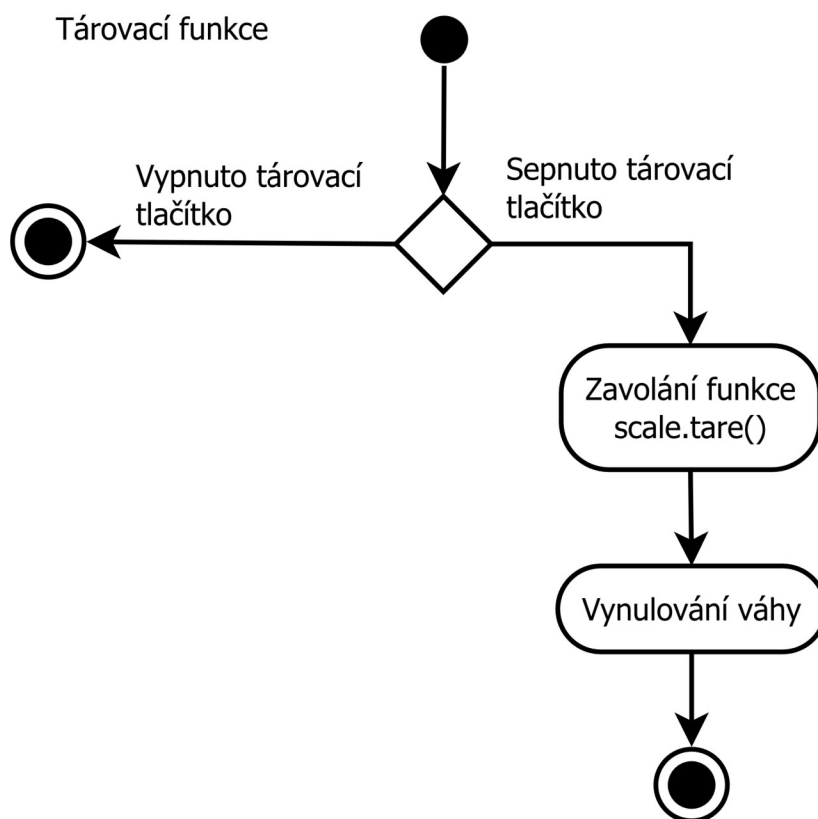 Tárovací funkce
Vypnuto tárovací
tlačítko
Sepnuto tárovací
tlačítko
Zavolání funkce
scale.tare()
Vynulování váhy